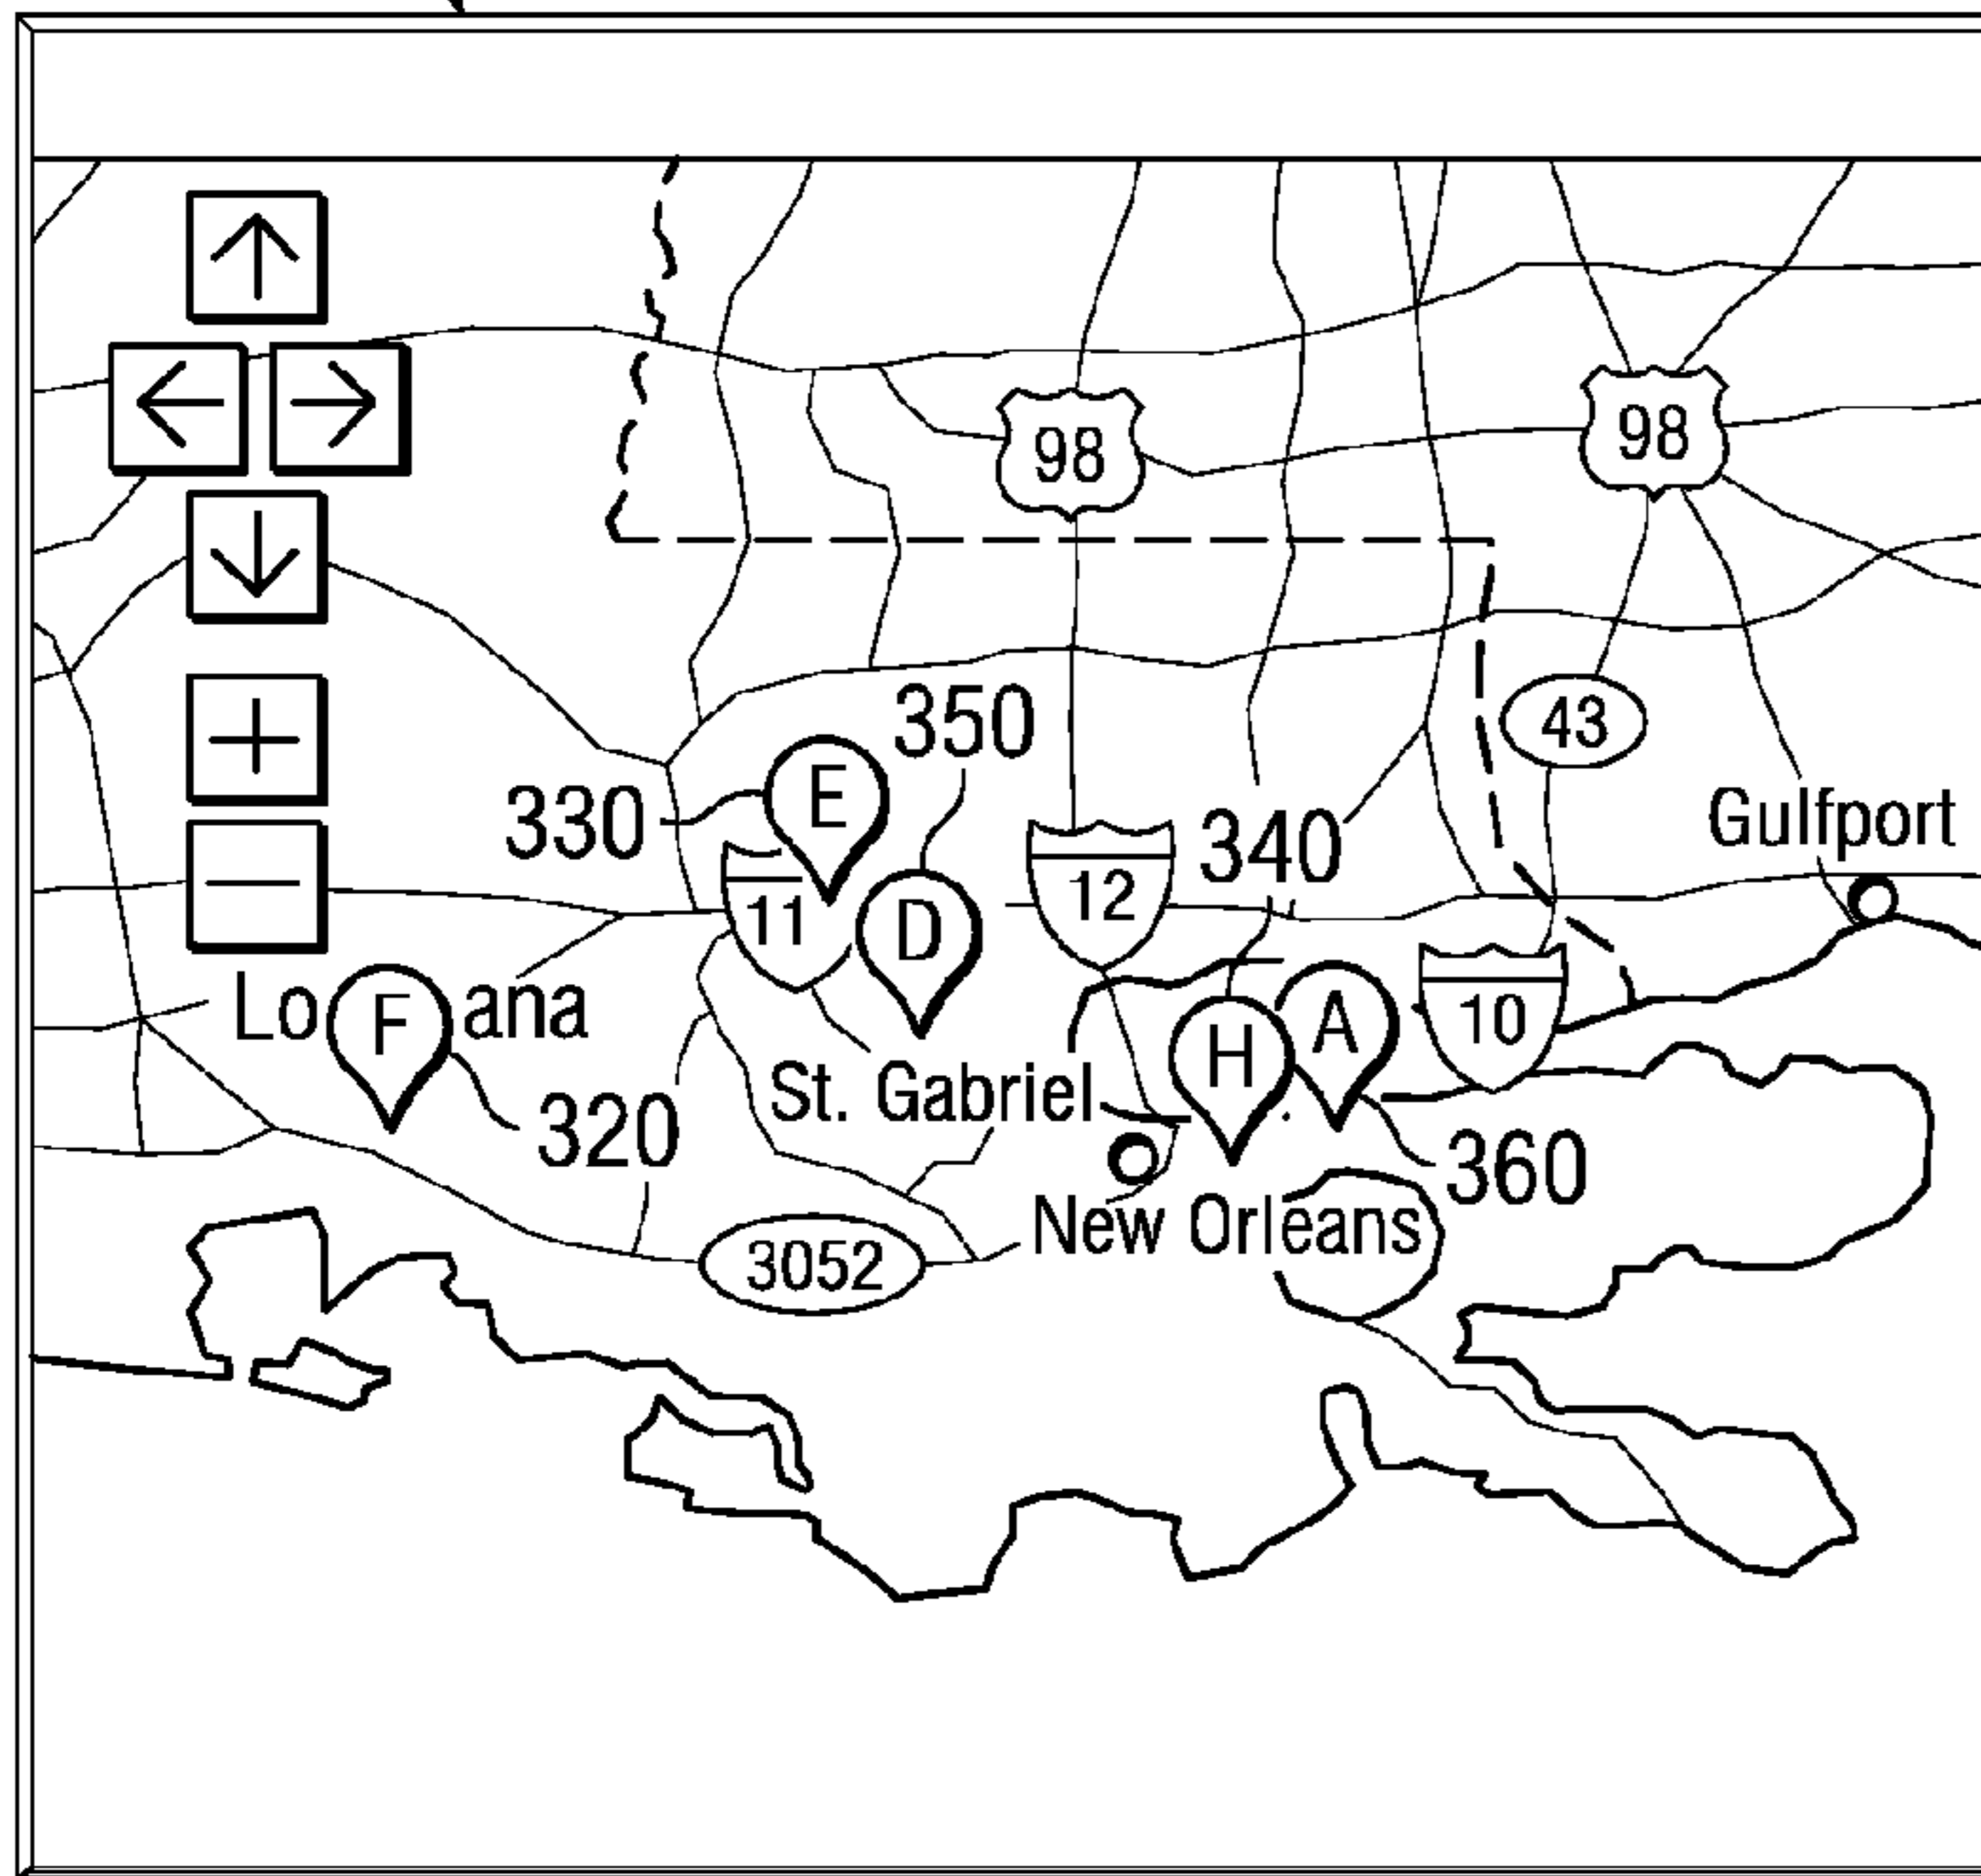 98
98
350
43
E
330
Gulfport
340
12
11
D
Lo
F
ana
10
A
H
St. Gabriel
320
360
New Orleans
3052